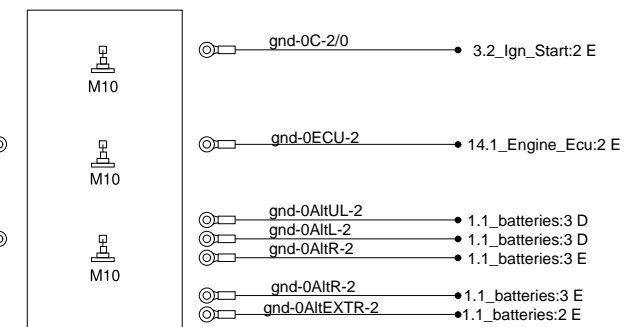 gnd-0C-2/0 3.2_Ign_Start:2 E
M10
gnd-0ECU-2 14.1_Engine_Ecu:2 E
M10
gnd-0AltUL-2 1.1_batteries:3 D
gnd-0AltL-2 1.1_batteries:3 D
gnd-0AltR-2 1.1_batteries:3 E
M10
gnd-0AltR-2 1.1_batteries:3 E
gnd-0AltEXTR-2 1.1_batteries:2 E